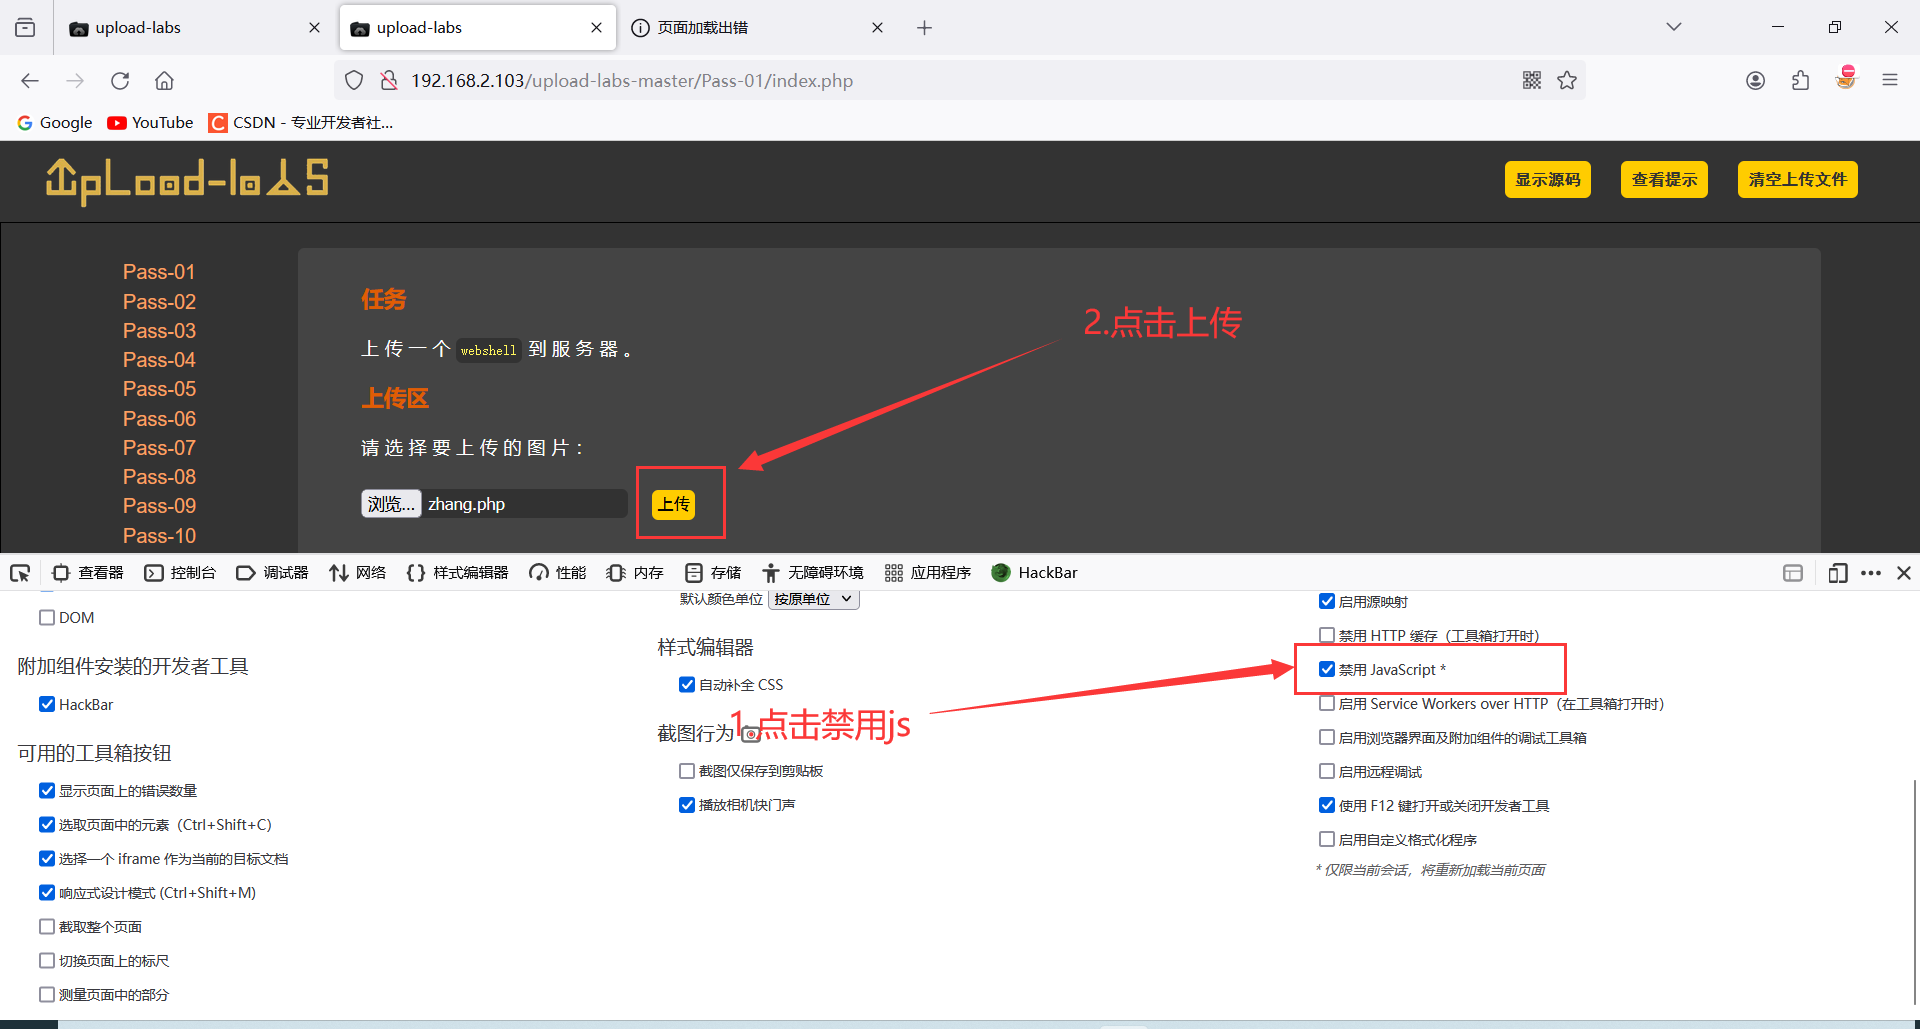 upload-labs
upload-labs
页面加载出错
192.168.2.103/upload-labs-master/Pass-01/index.php
Google
YouTube
CSDN - 专业开发者社...
UpLoad-labs
显示源码
查看提示
清空上传文件
Pass-01
Pass-02
Pass-03
Pass-04
Pass-05
Pass-06
Pass-07
Pass-08
Pass-09
Pass-10
任务
上传一个 webshell 到服务器。
上传区
请选择要上传的图片：
浏览... zhang.php
上传
2.点击上传
查看器
控制台
调试器
网络
样式编辑器
性能
内存
存储
无障碍环境
应用程序
HackBar
DOM
附加组件安装的开发者工具
HackBar
可用的工具箱按钮
显示页面上的错误数量
选取页面中的元素（Ctrl+Shift+C）
选择一个 iframe 作为当前的目标文档
响应式设计模式 (Ctrl+Shift+M)
截取整个页面
切换页面上的标尺
测量页面中的部分
默认颜色单位 按原单位
样式编辑器
自动补全 CSS
截图行为
1.点击禁用js
截图仅保存到剪贴板
播放相机快门声
启用源映射
禁用 HTTP 缓存（工具箱打开时）
禁用 JavaScript *
启用 Service Workers over HTTP（在工具箱打开时）
启用浏览器界面及附加组件的调试工具箱
启用远程调试
使用 F12 键打开或关闭开发者工具
启用自定义格式化程序
* 仅限当前会话，将重新加载当前页面